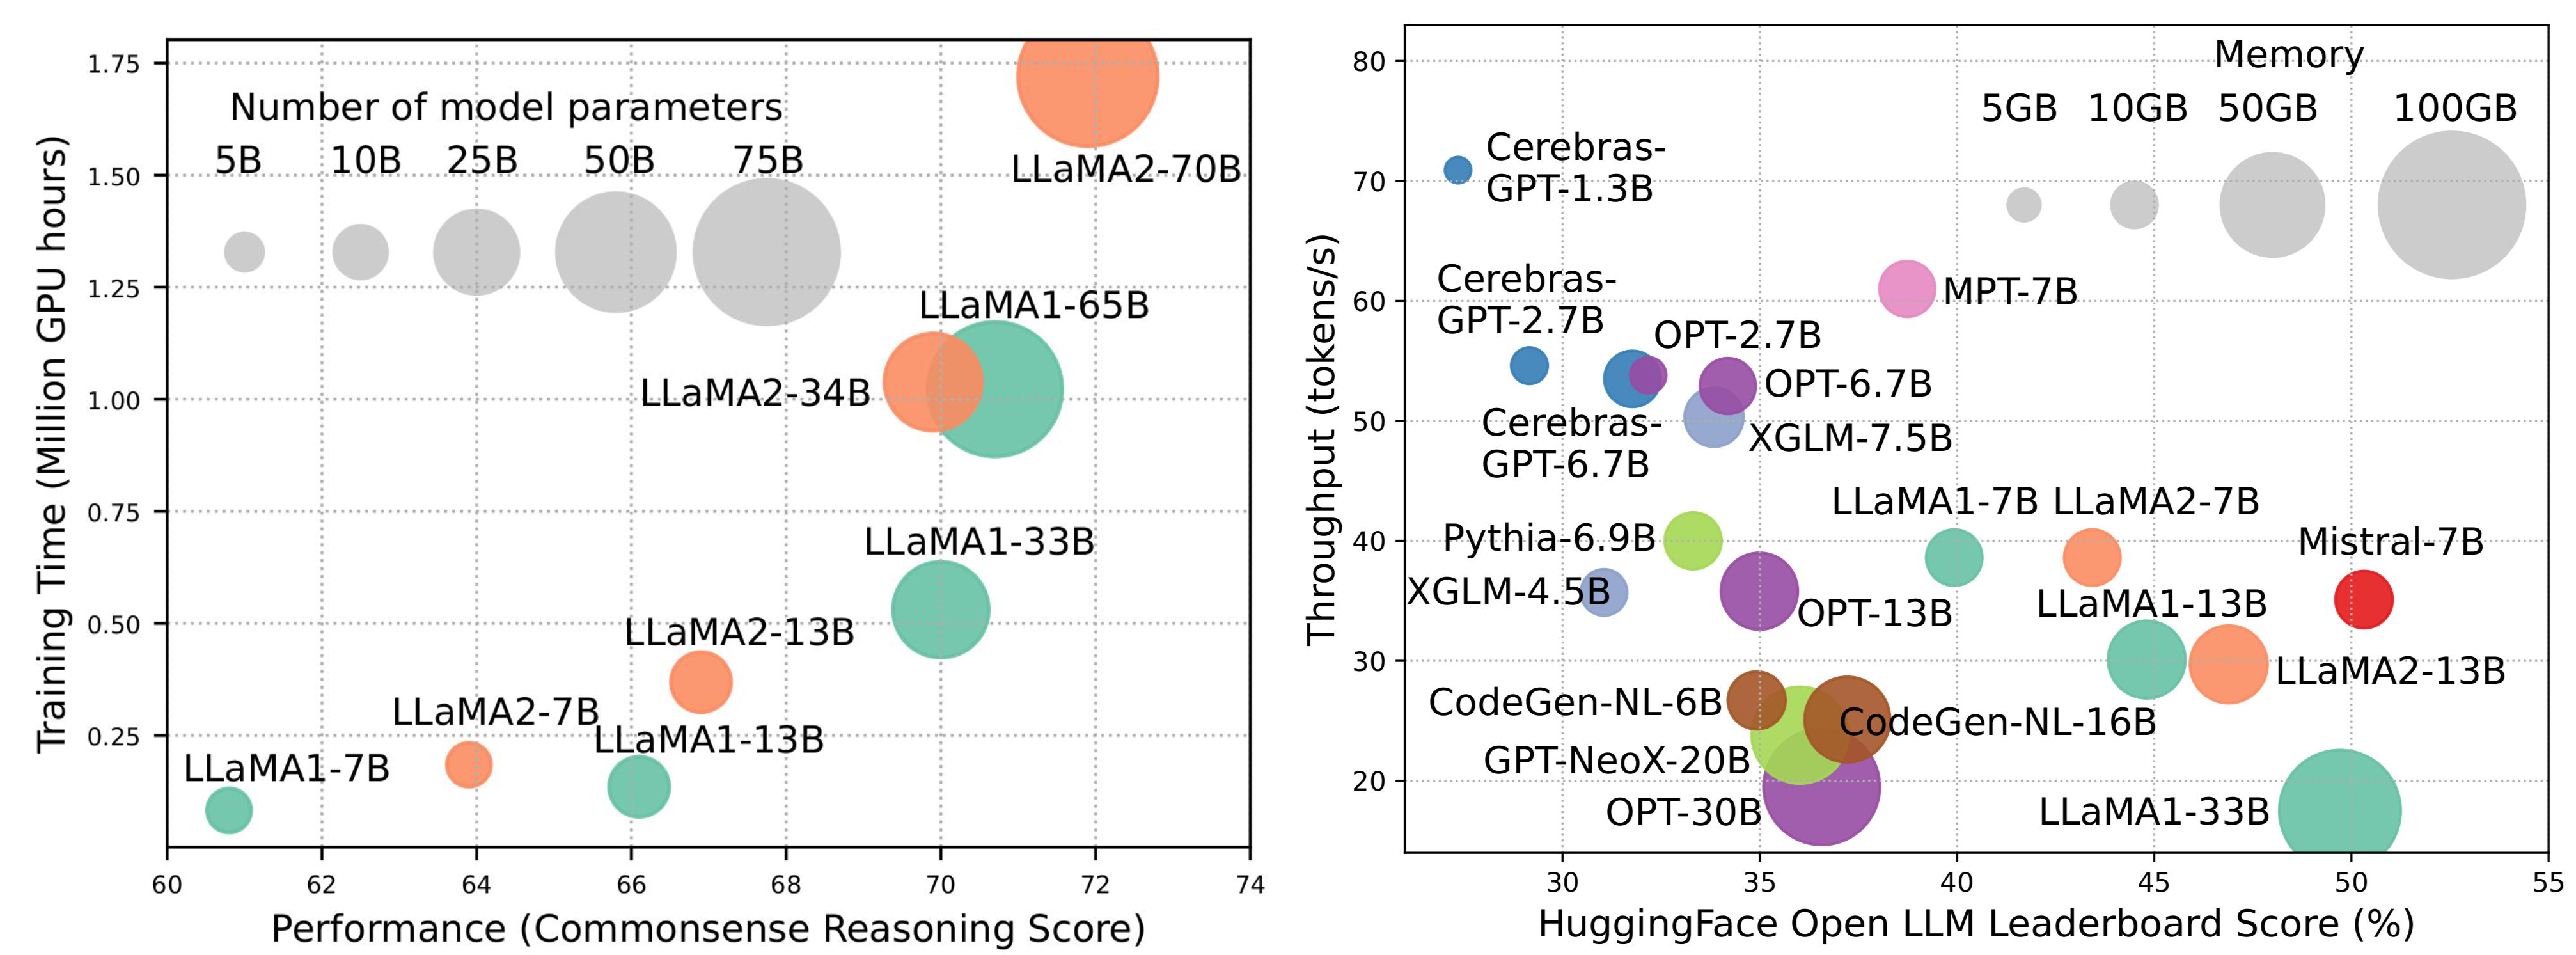 1.75
1.50
1.25
1.00
0.75
0.50
0.25
Training Time (Million GPU hours)
Number of model parameters
5B 10B 25B 50B 75B
LLaMA2-70B
LLaMA1-65B
LLaMA2-34B
LLaMA1-33B
LLaMA2-13B
LLaMA2-7B
LLaMA1-13B
LLaMA1-7B
60 62 64 66 68 70 72 74
Performance (Commonsense Reasoning Score)
80
70
60
50
40
30
20
Throughput (tokens/s)
Memory
5GB 10GB 50GB 100GB
Cerebras-
GPT-1.3B
Cerebras-
GPT-2.7B
MPT-7B
OPT-2.7B
OPT-6.7B
Cerebras-
GPT-6.7B
XGLM-7.5B
LLaMA1-7B LLaMA2-7B
Pythia-6.9B
Mistral-7B
XGLM-4.5B
OPT-13B
LLaMA1-13B
LLaMA2-13B
CodeGen-NL-6B
CodeGen-NL-16B
GPT-NeoX-20B
OPT-30B
LLaMA1-33B
30 35 40 45 50 55
HuggingFace Open LLM Leaderboard Score (%)